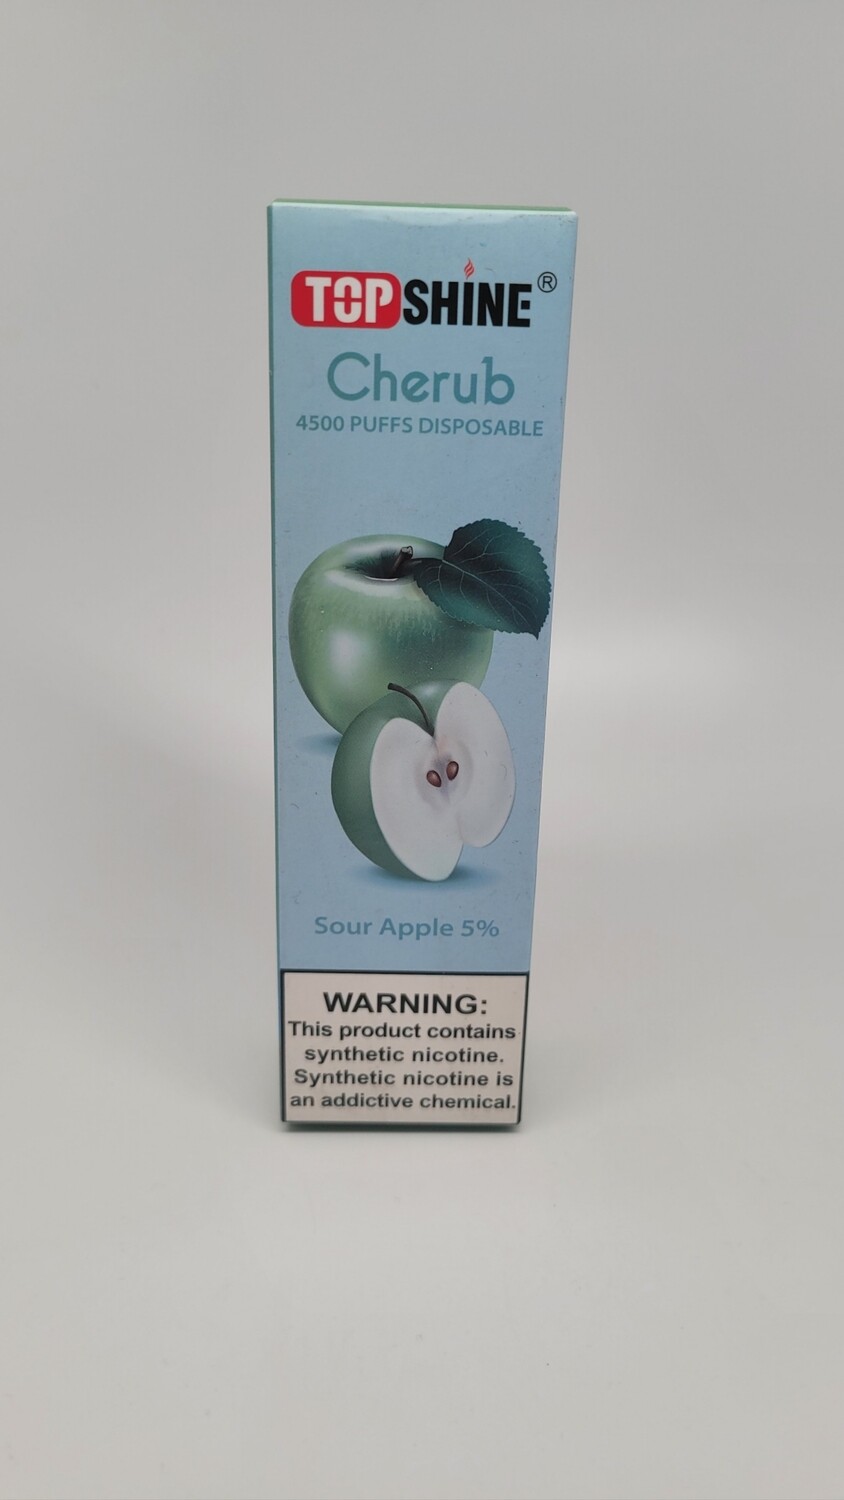 TOPSHINE®
Cherub
4500 PUFFS DISPOSABLE
Sour Apple 5%
WARNING:
This product contains
synthetic nicotine.
Synthetic nicotine is
an addictive chemical.